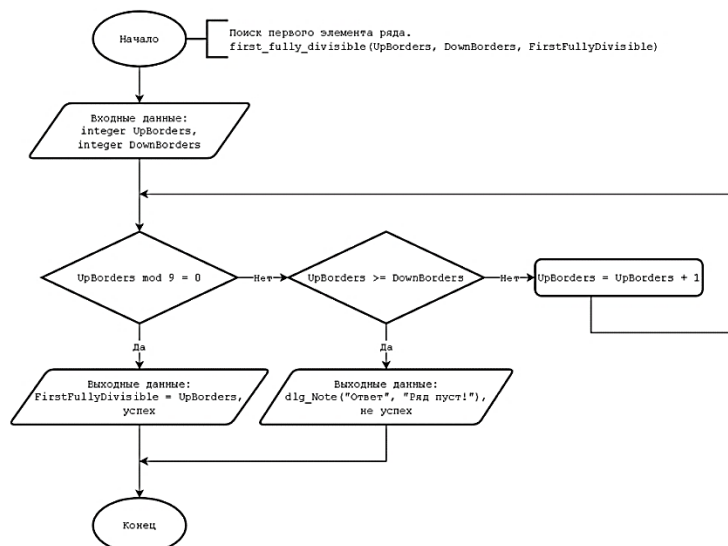 Начало
Поиск первого элемента ряда.
first_fully_divisible(UpBorders, DownBorders, FirstFullyDivisible)
Входные данные:
integer UpBorders,
integer DownBorders
UpBorders mod 9 = 0
Нет
UpBorders >= DownBorders
Нет
UpBorders = UpBorders + 1
Да
Да
Выходные данные:
FirstFullyDivisible = UpBorders,
успех
Выходные данные:
dlg_Note("Ответ", "Ряд пуст!"),
не успех
Конец